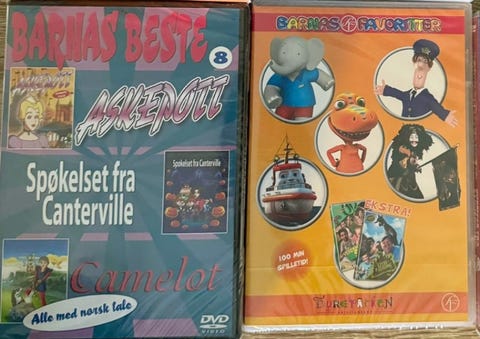 BARNAS BESTE
8
ASKEPOTT
Spøkelset fra
Canterville
Spøkelset fra Canterville
Camelot
Alle med norsk tale
DVD
VIDEO
BARNAS FAVORITTER
EKSTRA!
100 MIN
SPILLETID!
DYREPARKEN